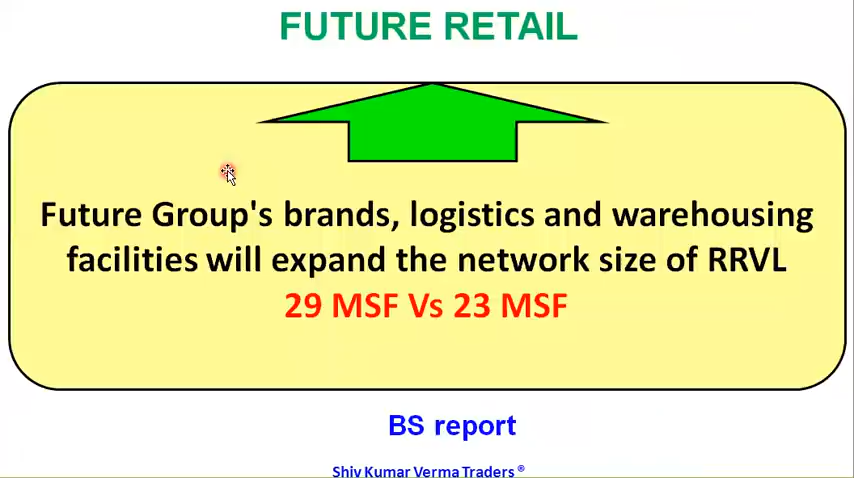 FUTURE RETAIL
Future Group's brands, logistics and warehousing
facilities will expand the network size of RRVL
29 MSF Vs 23 MSF
BS report
Shiv Kumar Verma Traders ®